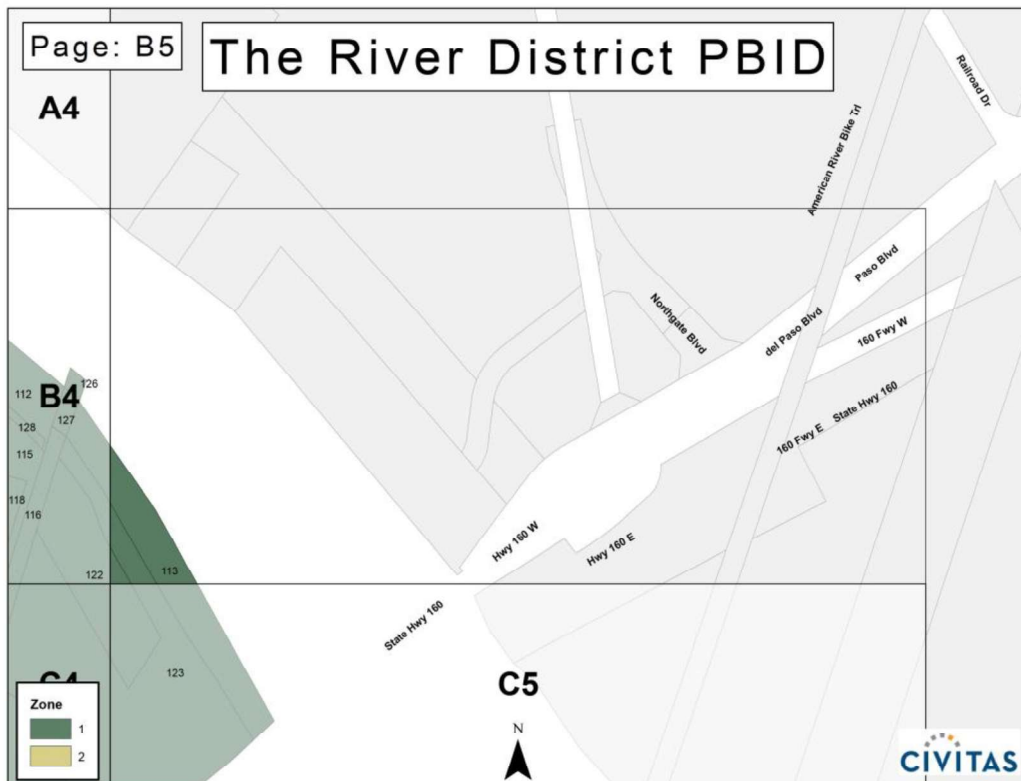 Page: B5
The River District PBID
A4
Railroad Dr
American River Bike Trl
Paso Blvd
Northgate Blvd
del Paso Blvd
160 Fwy W
B4
126
112
127
128
115
State Hwy 160
160 Fwy E
118
116
Hwy 160 W
Hwy 160 E
122
113
State Hwy 160
123
C4
C5
Zone
1
2
N
CIVITAS